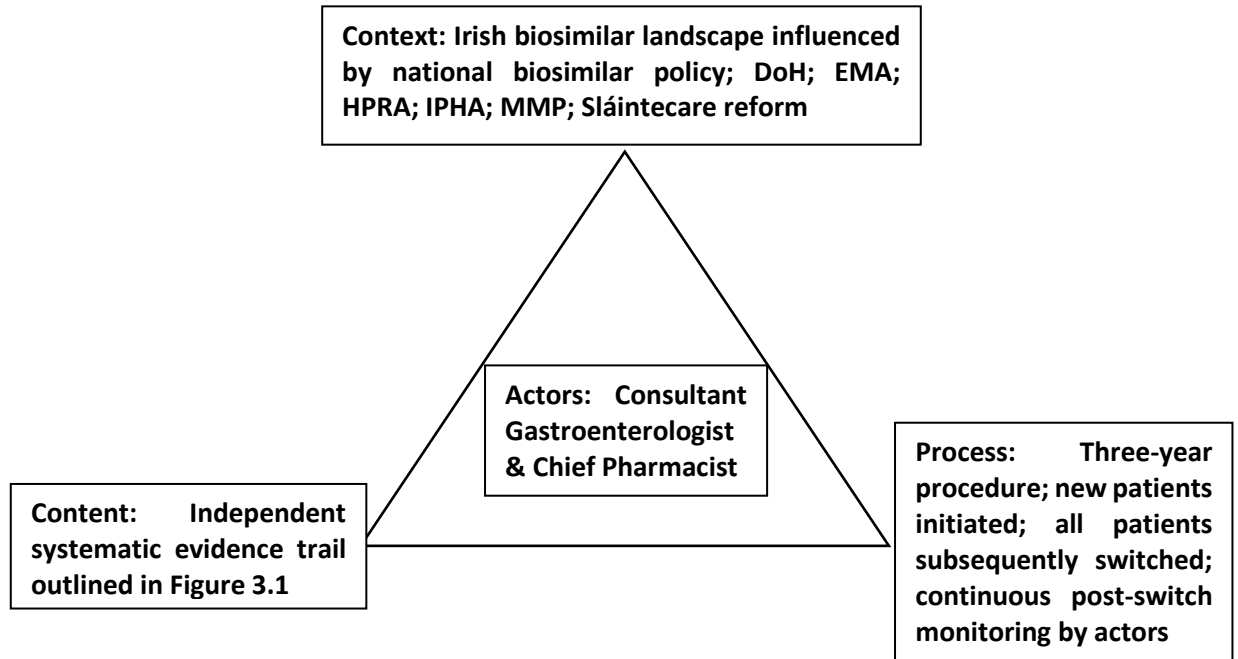 Context: Irish biosimilar landscape influenced
by national biosimilar policy; DoH; EMA;
HPRA; IPHA; MMP; Sláintecare reform
Actors: Consultant
Gastroenterologist
& Chief Pharmacist
Content: Independent
systematic evidence trail
outlined in Figure 3.1
Process: Three-year
procedure; new patients
initiated; all patients
subsequently switched;
continuous post-switch
monitoring by actors